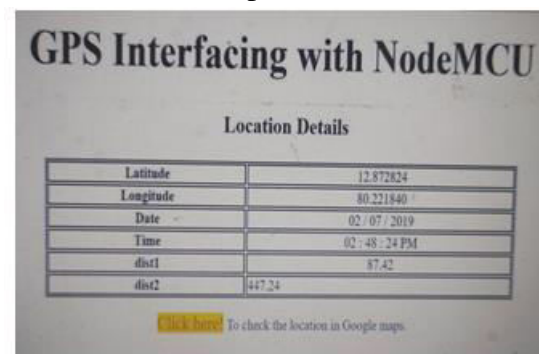 GPS Interfacing with NodeMCU
Location Details
Latitude 12.872824
Longitude 80.221840
Date 02 / 07 / 2019
Time 02 : 48 : 24 PM
dist1 87.42
dist2 447.24
Click here! To check the location in Google maps.